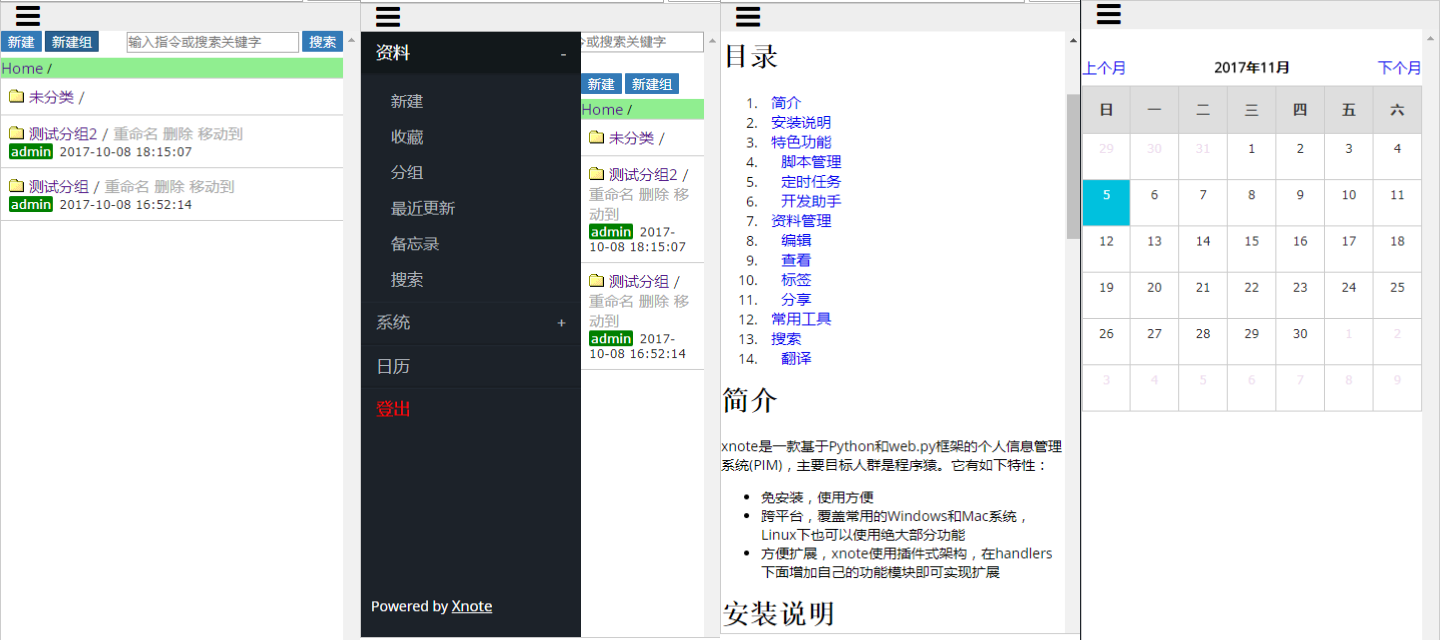 新建 新建组 输入指令或搜索关键字 搜索
Home /
未分类 /
测试分组2 / 重命名 删除 移动到
admin 2017-10-08 18:15:07
测试分组 / 重命名 删除 移动到
admin 2017-10-08 16:52:14
资料 -
新建
收藏
分组
最近更新
备忘录
搜索
系统 +
日历
登出
Powered by Xnote
令或搜索关键字
新建 新建组
Home /
未分类 /
测试分组2 /
重命名 删除 移
动到
admin 2017-
10-08 18:15:07
测试分组 /
重命名 删除 移
动到
admin 2017-
10-08 16:52:14
目录
1. 简介
2. 安装说明
3. 特色功能
4. 脚本管理
5. 定时任务
6. 开发助手
7. 资料管理
8. 编辑
9. 查看
10. 标签
11. 分享
12. 常用工具
13. 搜索
14. 翻译
简介
xnote是一款基于Python和web.py框架的个人信息管理
系统(PIM)，主要目标人群是程序猿。它有如下特性：
• 免安装，使用方便
• 跨平台，覆盖常用的Windows和Mac系统，
Linux下也可以使用绝大部分功能
• 方便扩展，xnote使用插件式架构，在handlers
下面增加自己的功能模块即可实现扩展
安装说明
上个月 2017年11月 下个月
日 一 二 三 四 五 六
29 30 31 1 2 3 4
5 6 7 8 9 10 11
12 13 14 15 16 17 18
19 20 21 22 23 24 25
26 27 28 29 30 1 2
3 4 5 6 7 8 9